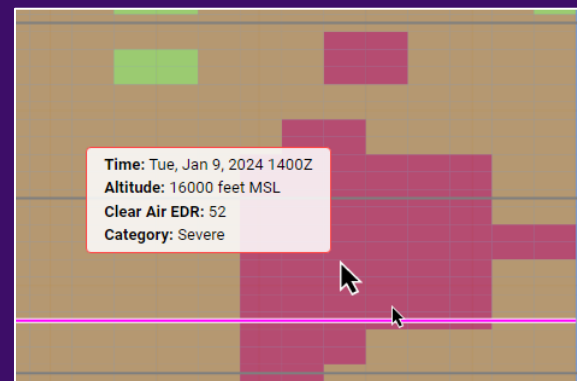 Time: Tue, Jan 9, 2024 1400Z
Altitude: 16000 feet MSL
Clear Air EDR: 52
Category: Severe